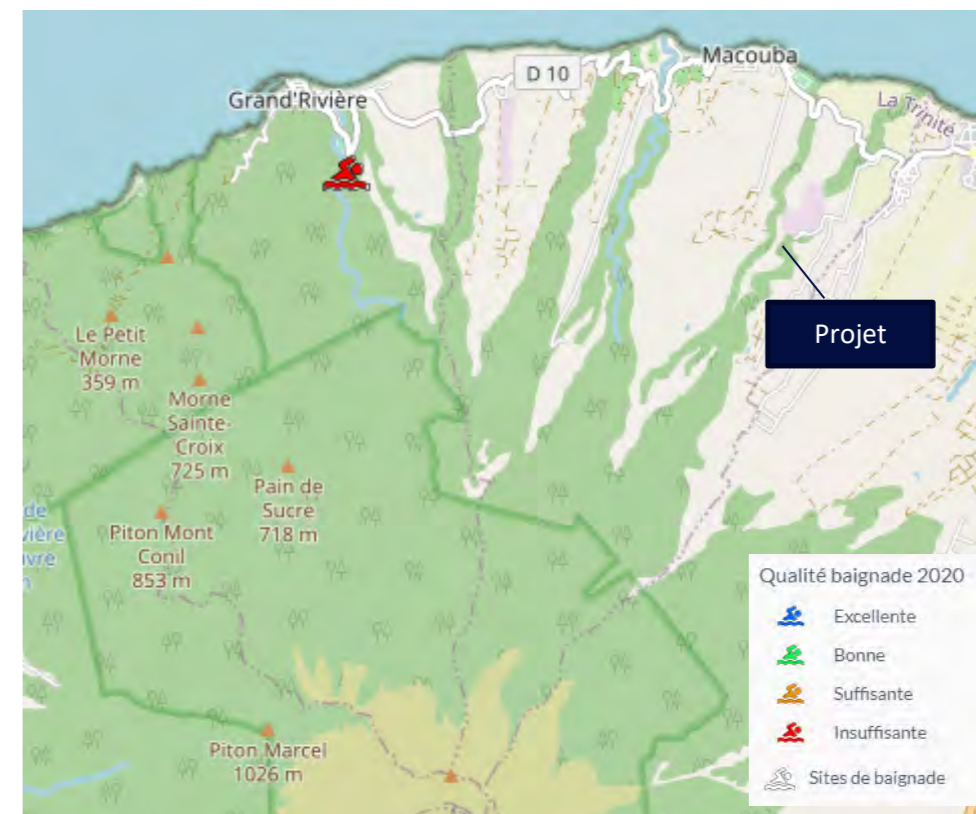 Macouba
D 10
Grand'Rivière
La Trinité
Projet
Le Petit
Morne
359 m
Morne
Sainte-
Croix
725 m
Pain de
Sucre
718 m
de
Piton Mont
Conil
853 m
Piton Marcel
1026 m
Qualité baignade 2020
Excellente
Bonne
Suffisante
Insuffisante
Sites de baignade